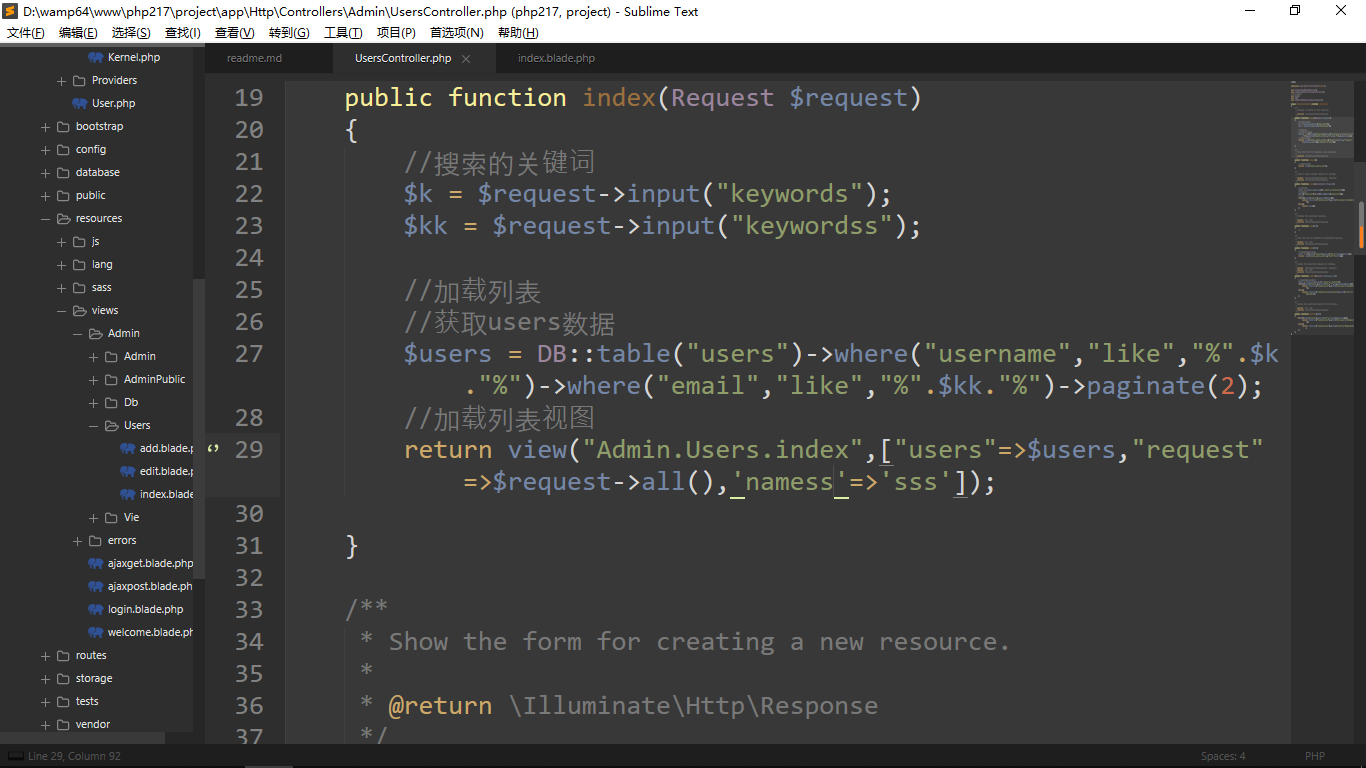 D:\wamp64\www\php217\project\app\Http\Controllers\Admin\UsersController.php (php217, project) - Sublime Text
文件(F) 编辑(E) 选择(S) 查找(I) 查看(V) 转到(G) 工具(T) 项目(P) 首选项(N) 帮助(H)
Kernel.php
Providers
User.php
bootstrap
config
database
public
resources
js
lang
sass
views
Admin
Admin
AdminPublic
Db
Users
add.blade.p
edit.blade.p
index.blade
Vie
errors
ajaxget.blade.php
ajaxpost.blade.ph
login.blade.php
welcome.blade.ph
routes
storage
tests
vendor
readme.md UsersController.php index.blade.php
19 public function index(Request $request)
20 {
21 //搜索的关键词
22 $k = $request->input("keywords");
23 $kk = $request->input("keywordss");
24
25 //加载列表
26 //获取users数据
27 $users = DB::table("users")->where("username","like","%".$k
."%")->where("email","like","%".$kk."%")->paginate(2);
28 //加载列表视图
29 return view("Admin.Users.index",["users"=>$users,"request"
=>$request->all(),'namess'=>'sss']);
30
31 }
32
33 /**
34 * Show the form for creating a new resource.
35 *
36 * @return \Illuminate\Http\Response
37 */
Line 29, Column 92 Spaces: 4 PHP